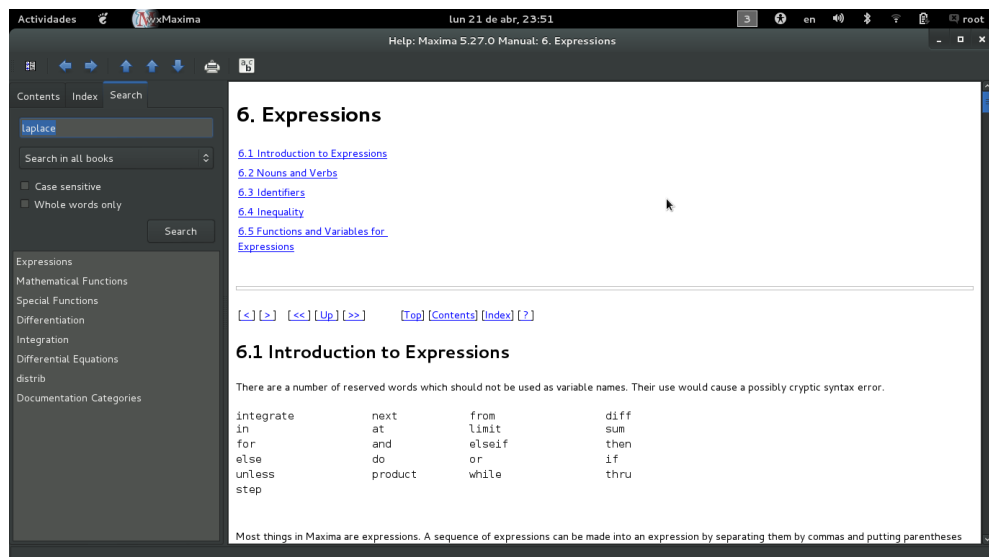 Actividades wxMaxima lun 21 de abr, 23:51 3 en root
Help: Maxima 5.27.0 Manual: 6. Expressions
Contents Index Search
laplace
Search in all books
Case sensitive
Whole words only
Search
Expressions
Mathematical Functions
Special Functions
Differentiation
Integration
Differential Equations
distrib
Documentation Categories
6. Expressions
6.1 Introduction to Expressions
6.2 Nouns and Verbs
6.3 Identifiers
6.4 Inequality
6.5 Functions and Variables for
Expressions
[ < ] [ > ] [ << ] [ Up ] [ >> ] [Top] [Contents] [Index] [ ? ]
6.1 Introduction to Expressions
There are a number of reserved words which should not be used as variable names. Their use would cause a possibly cryptic syntax error.
integrate next from diff
in at limit sum
for and elseif then
else do or if
unless product while thru
step
Most things in Maxima are expressions. A sequence of expressions can be made into an expression by separating them by commas and putting parentheses